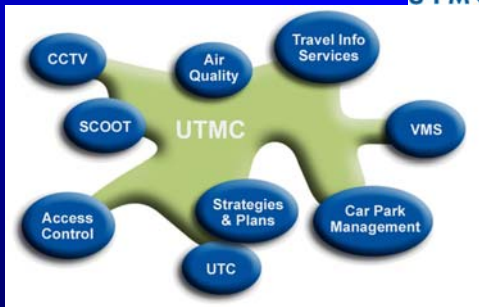 CCTV
Air
Quality
Travel Info
Services
SCOOT
UTMC
VMS
Access
Control
Strategies
& Plans
Car Park
Management
UTC